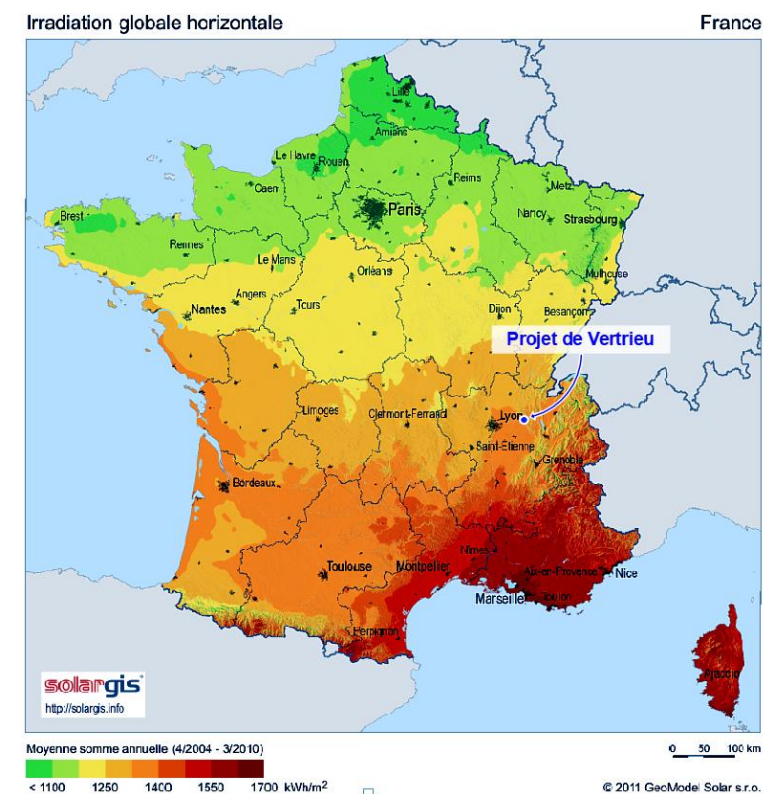 Irradiation globale horizontale
France
Lille
Amians
Le Havre
Rouen
Caen
Reims
Metz
Paris
Nancy
Strasbourg
Brest
Rennes
Le Mans
Orléans
Mulhouse
Angers
Nantes
Tours
Dijon
Besançon
Projet de Vertrieu
Limoges
Clermont-Ferrand
Lyon
Saint-Etienne
Grenoble
Bordeaux
Toulouse
Montpellier
Nîmes
Aix-en-Provence
Nice
Marseille
Toulon
Perpignan
Ajaccio
solargis
http://solargis.info
Moyenne somme annuelle (4/2004 - 3/2010)
0 50 100 km
< 1100 1250 1400 1550 1700 kWh/m²
© 2011 GeoModel Solar s.r.o.